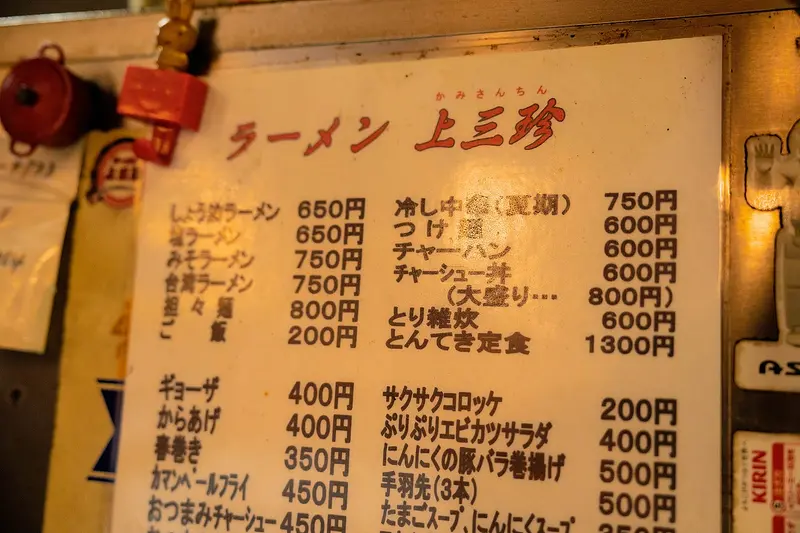 かみさんちん
ラーメン 上三珍
しょうゆラーメン 650円
塩ラーメン 650円
みそラーメン 750円
台湾ラーメン 750円
担々麺 800円
ご飯 200円
冷し中華(夏期) 750円
つけ麺 600円
チャーハン 600円
チャーシュー丼 600円
(大盛り… 800円)
とり雑炊 600円
とんてき定食 1300円
ギョーザ 400円
からあげ 400円
春巻き 350円
カマンベールフライ 450円
おつまみチャーシュー 450円
サクサクコロッケ 200円
ぷりぷりエビカツサラダ 400円
にんにくの豚バラ巻揚げ 500円
手羽先(3本) 500円
たまごスープ、にんにくスープ 350円
KIRIN
AS